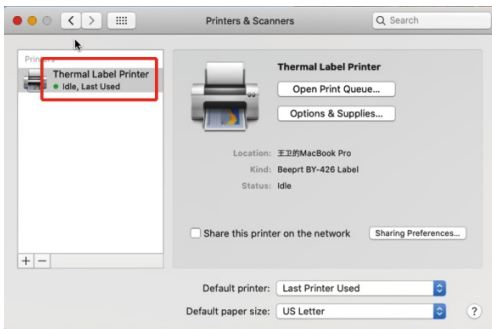 Printers & Scanners
Search
Printers
Thermal Label Printer
Idle, Last Used
Thermal Label Printer
Open Print Queue...
Options & Supplies...
Location: 王卫的MacBook Pro
Kind: Beeprt BY-426 Label
Status: Idle
Share this printer on the network
Sharing Preferences...
+ −
Default printer: Last Printer Used
Default paper size: US Letter
?